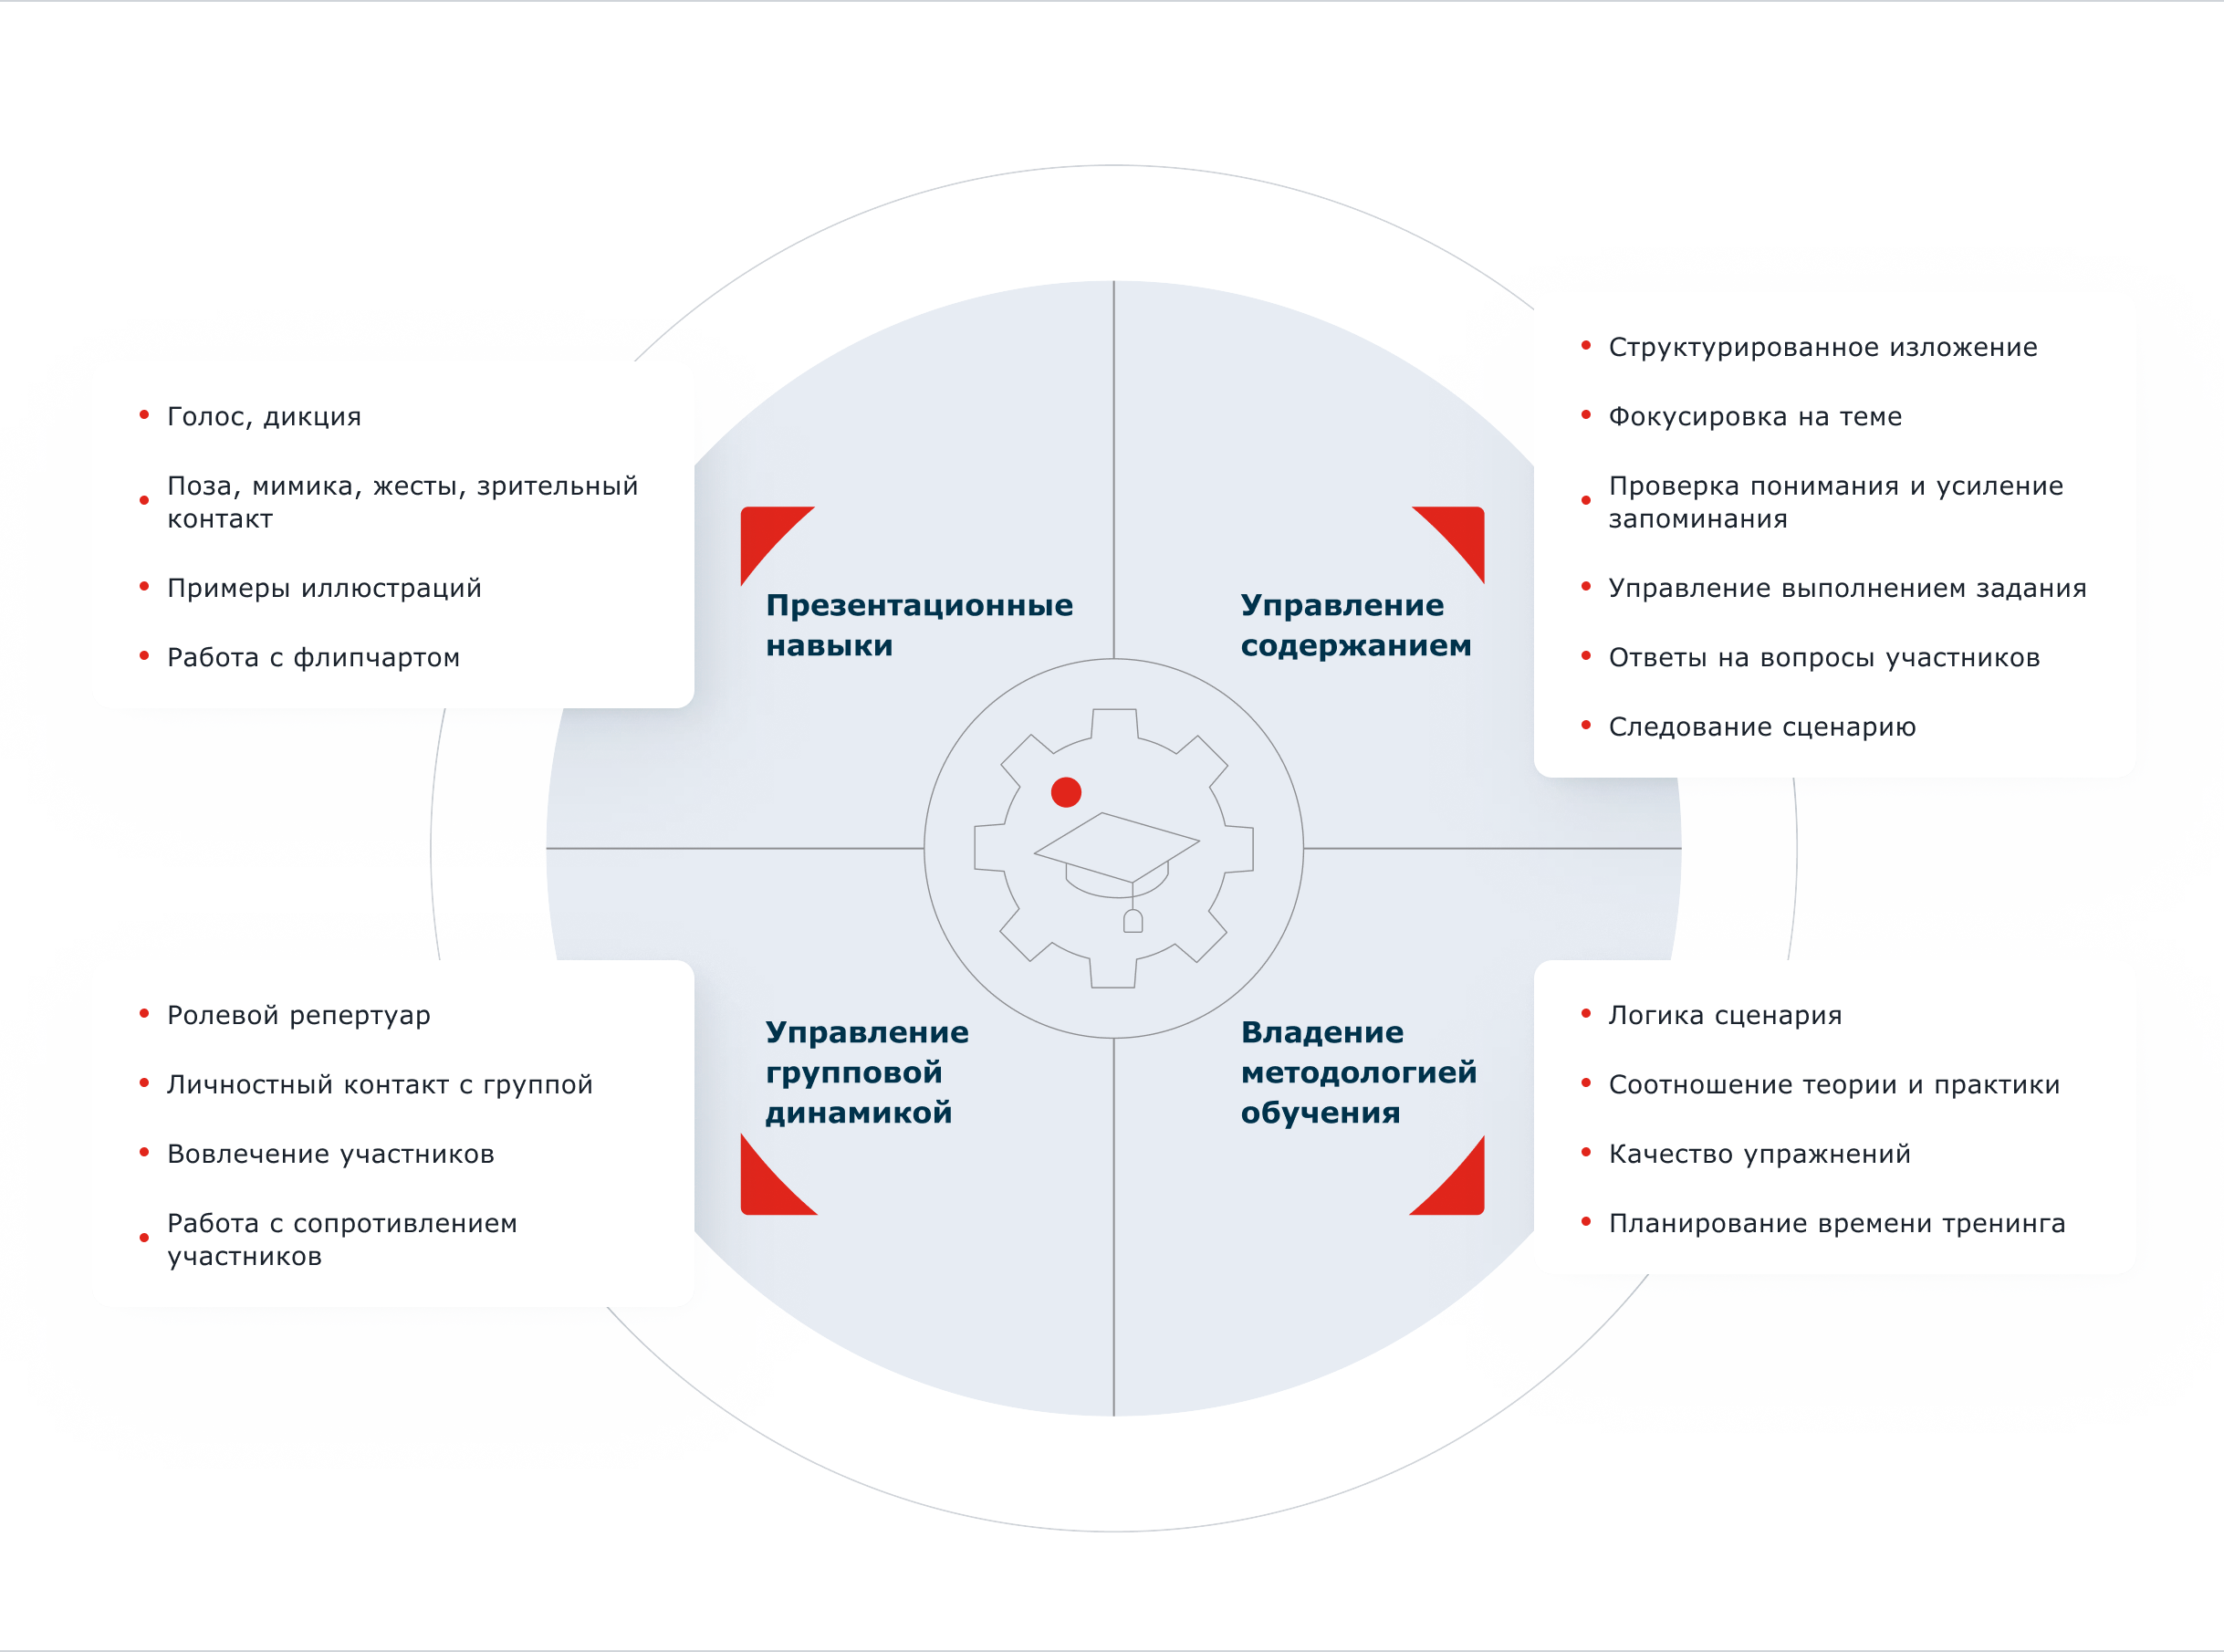 Голос, дикция
Поза, мимика, жесты, зрительный
контакт
Примеры иллюстраций
Работа с флипчартом
Презентационные
навыки
Управление
содержанием
Структурированное изложение
Фокусировка на теме
Проверка понимания и усиление
запоминания
Управление выполнением задания
Ответы на вопросы участников
Следование сценарию
Ролевой репертуар
Личностный контакт с группой
Вовлечение участников
Работа с сопротивлением
участников
Управление
групповой
динамикой
Владение
методологией
обучения
Логика сценария
Соотношение теории и практики
Качество упражнений
Планирование времени тренинга